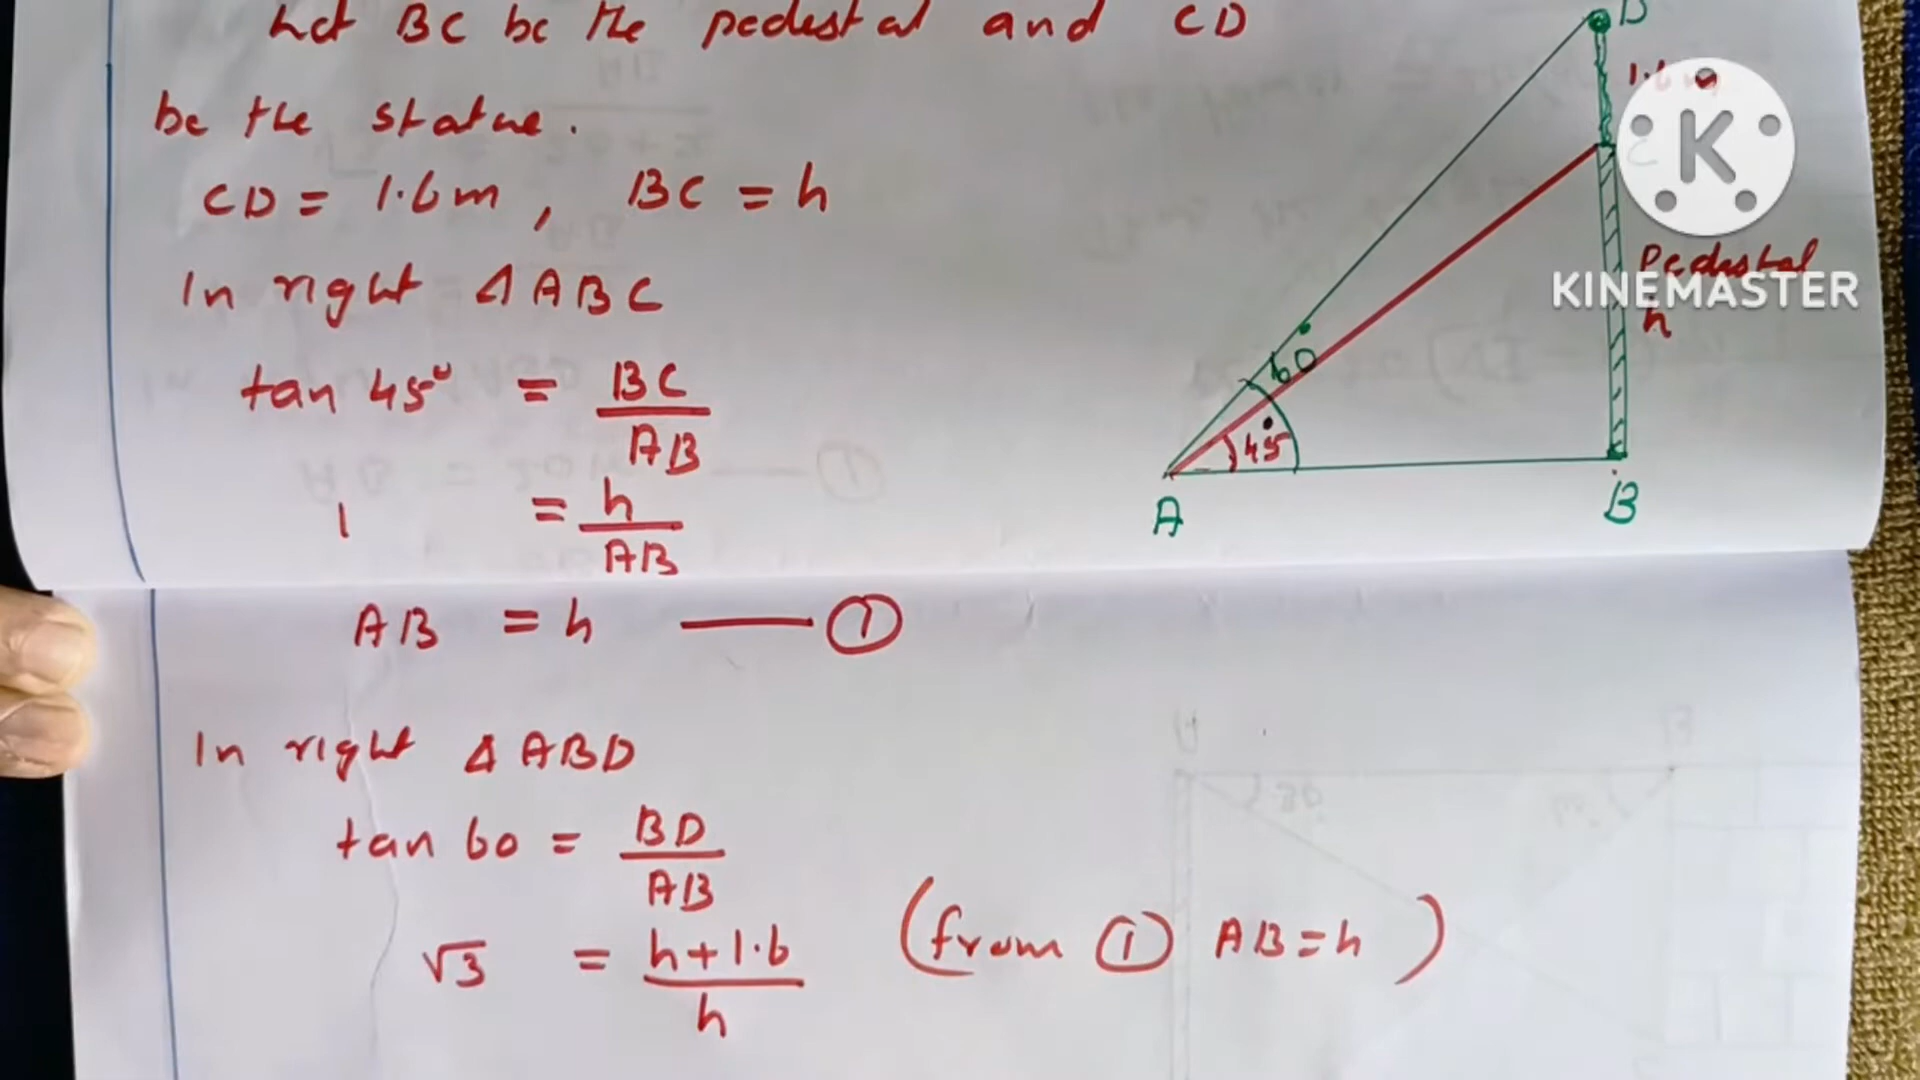 Let BC be the pedestal and CD
be the statue.
CD = 1.6m, BC = h
In right Δ ABC
tan 45° = BC / AB
1 = h / AB
AB = h —— ①
In right Δ ABD
tan 60 = BD / AB
√3 = h+1.6 / h (from ① AB = h)
D
1.6
K
Pedestal
KINEMASTER
h
60
45°
A
B